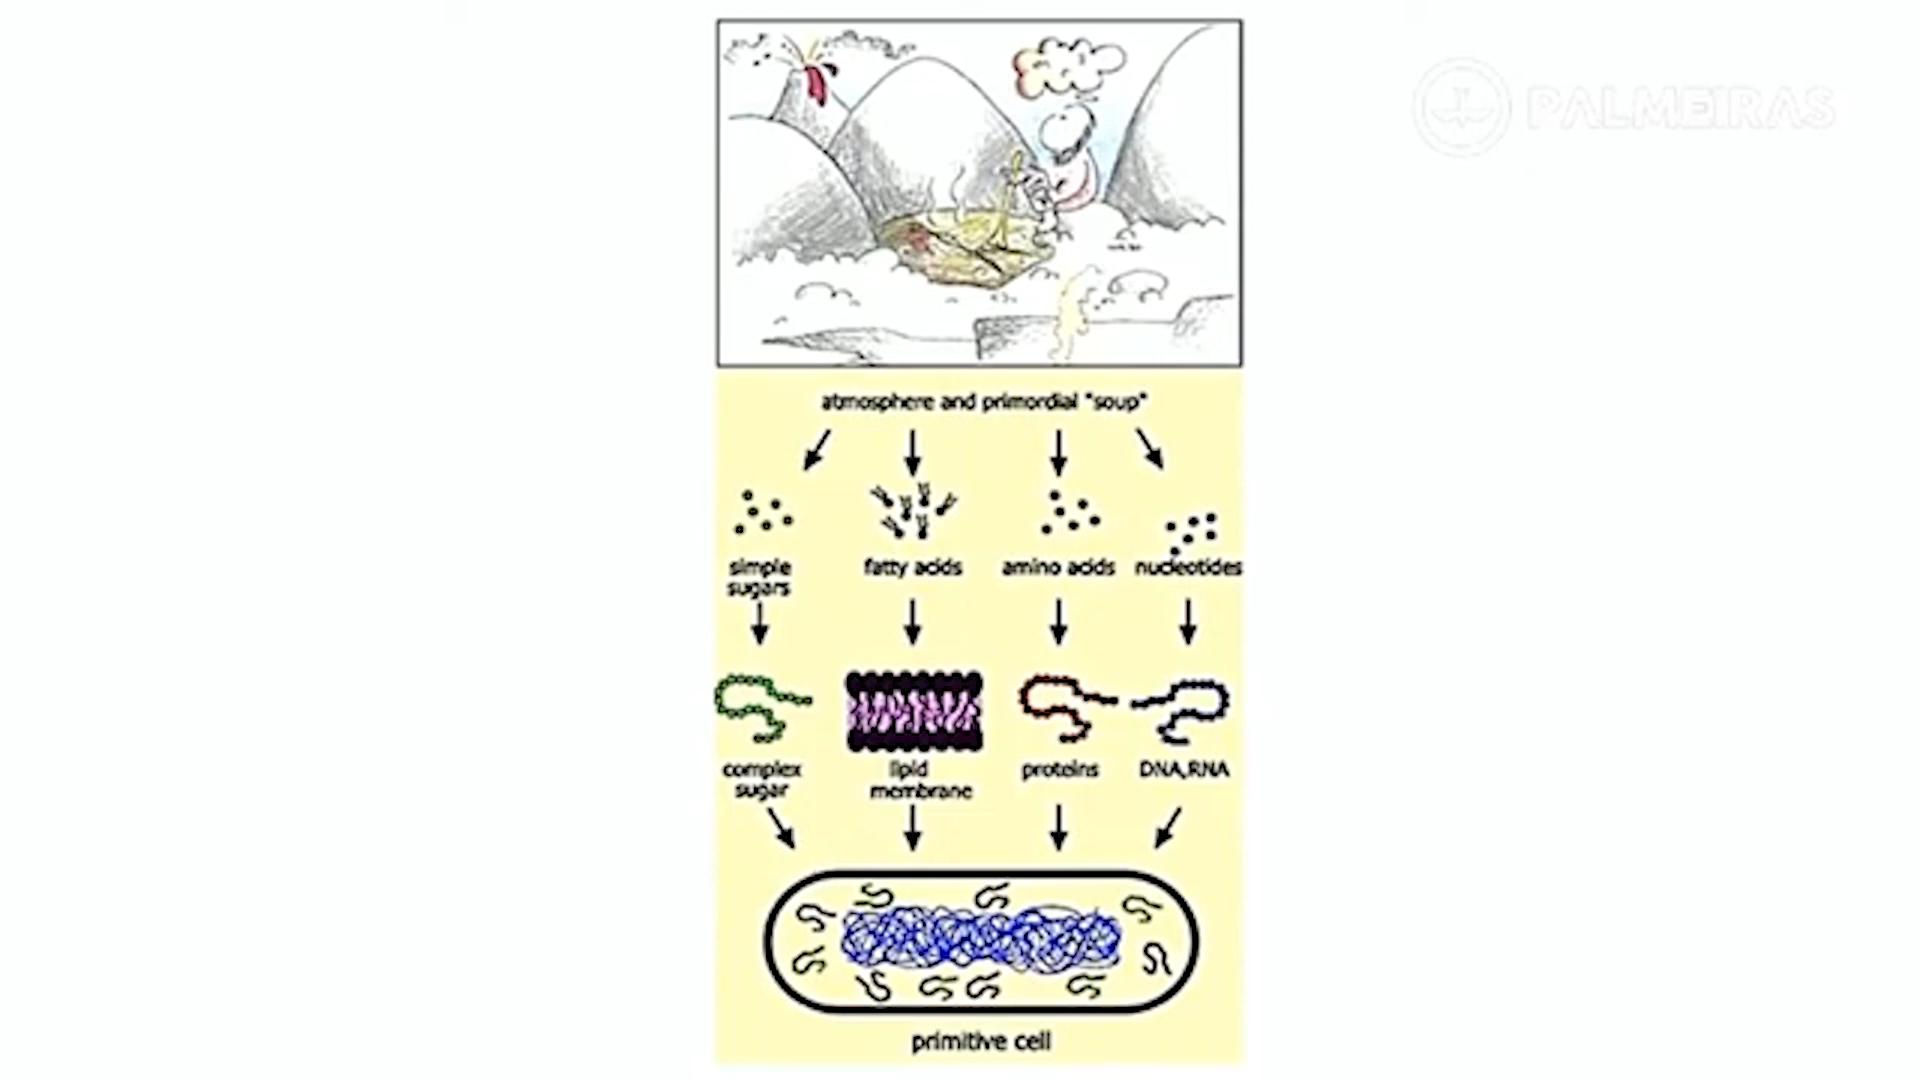 PALMEIRAS
atmosphere and primordial "soup"
simple
sugars
fatty acids
amino acids
nucleotides
complex
sugar
lipid
membrane
proteins
DNA,RNA
primitive cell